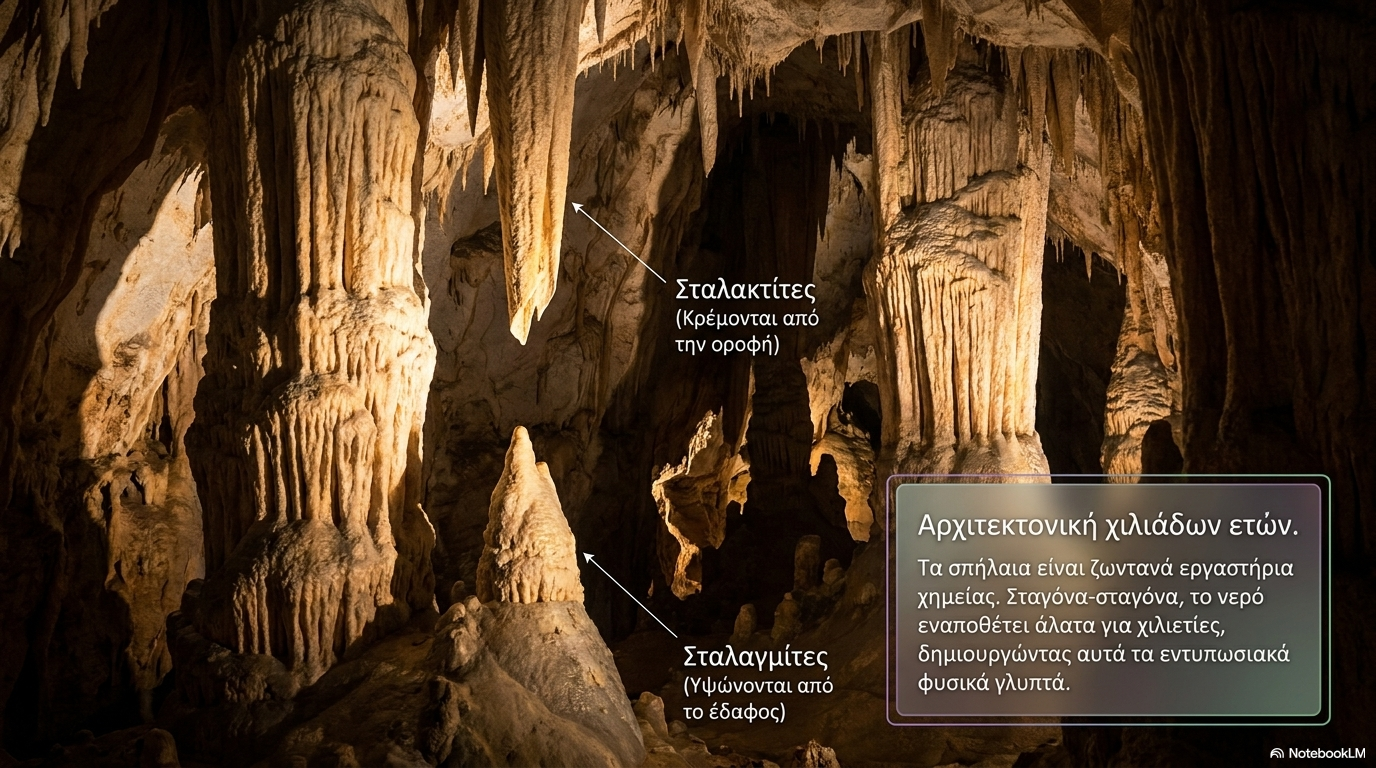 Σταλακτίτες
(Κρέμονται από
την οροφή)
Σταλαγμίτες
(Υψώνονται από
το έδαφος)
Αρχιτεκτονική χιλιάδων ετών.
Τα σπήλαια είναι ζωντανά εργαστήρια
χημείας. Σταγόνα-σταγόνα, το νερό
εναποθέτει άλατα για χιλιετίες,
δημιουργώντας αυτά τα εντυπωσιακά
φυσικά γλυπτά.
NotebookLM